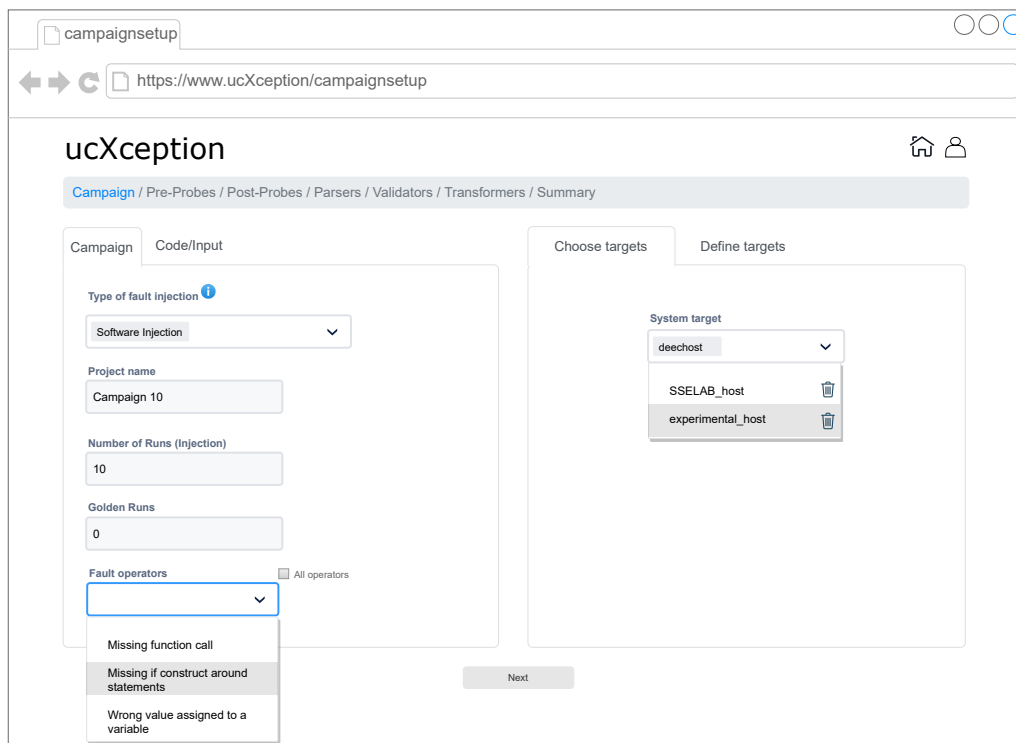 campaignsetup
https://www.ucXception/campaignsetup
ucXception
Campaign / Pre-Probes / Post-Probes / Parsers / Validators / Transformers / Summary
Campaign
Code/Input
Type of fault injection i
Software Injection
Project name
Campaign 10
Number of Runs (Injection)
10
Golden Runs
0
Fault operators
All operators
Missing function call
Missing if construct around
statements
Wrong value assigned to a
variable
Choose targets
Define targets
System target
deechost
SSELAB_host
experimental_host
Next